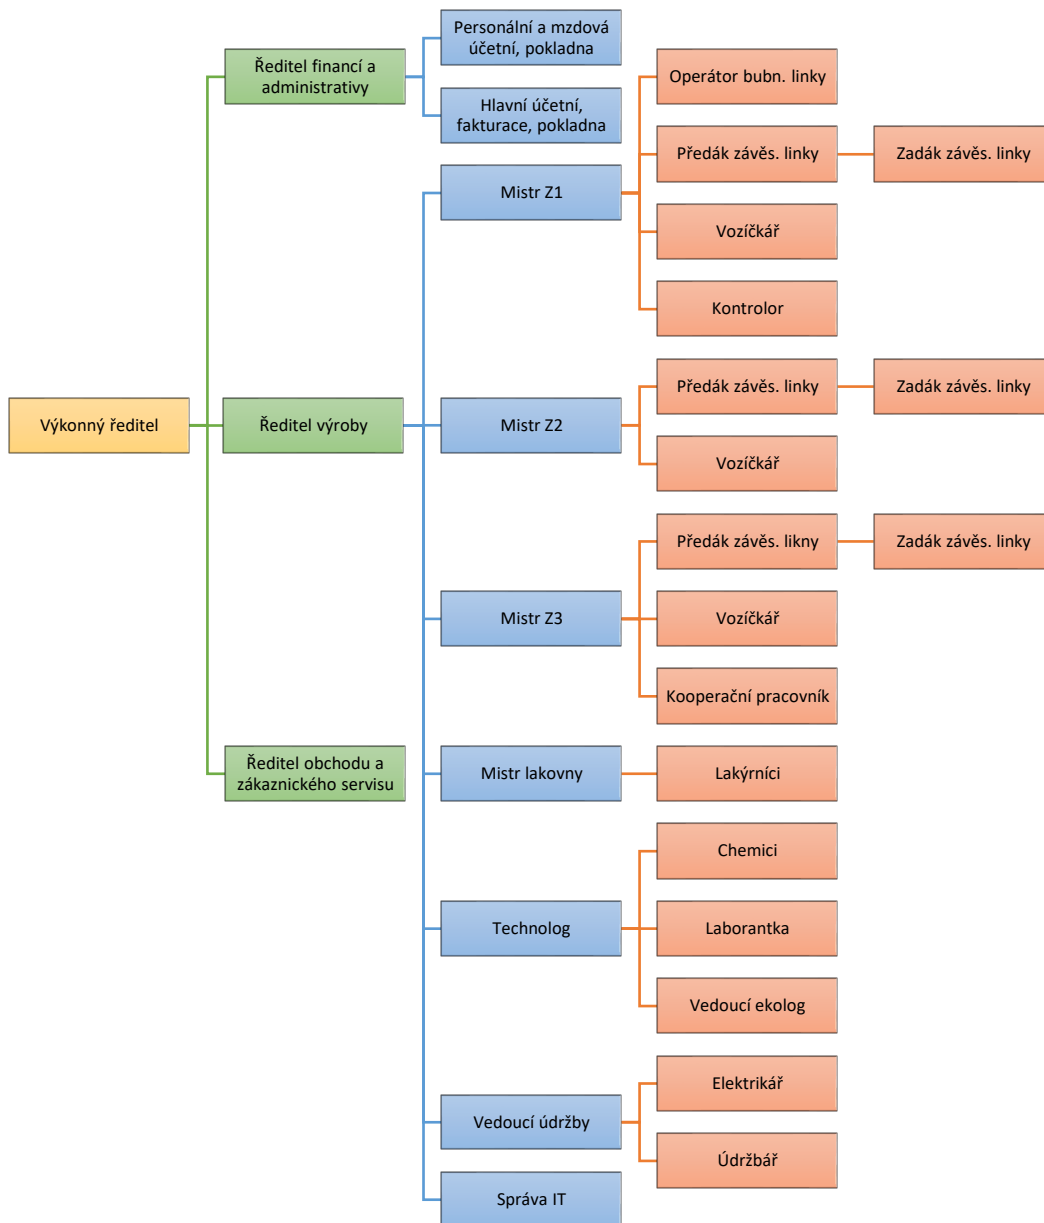 Personální a mzdová
účetní, pokladna
Ředitel financí a
administrativy
Operátor bubn. linky
Hlavní účetní,
fakturace, pokladna
Předák závěs. linky
Zadák závěs. linky
Mistr Z1
Vozíčkář
Kontrolor
Předák závěs. linky
Zadák závěs. linky
Výkonný ředitel
Ředitel výroby
Mistr Z2
Vozíčkář
Předák závěs. likny
Zadák závěs. linky
Mistr Z3
Vozíčkář
Kooperační pracovník
Ředitel obchodu a
zákaznického servisu
Mistr lakovny
Lakýrníci
Chemici
Technolog
Laborantka
Vedoucí ekolog
Elektrikář
Vedoucí údržby
Údržbář
Správa IT